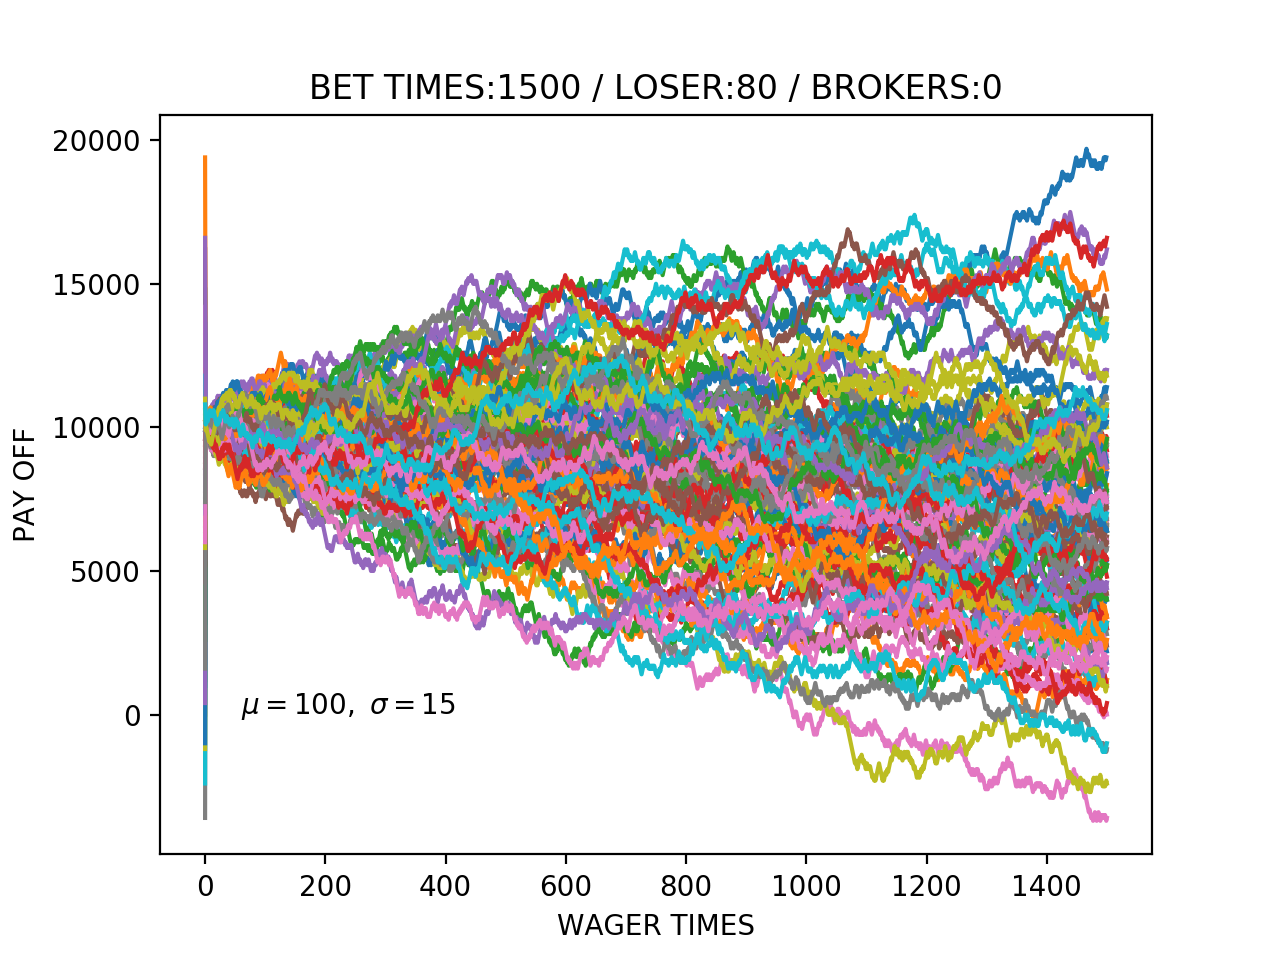 BET TIMES:1500 / LOSER:80 / BROKERS:0
20000
15000
10000
5000
0
PAY OFF
μ = 100, σ = 15
0 200 400 600 800 1000 1200 1400
WAGER TIMES